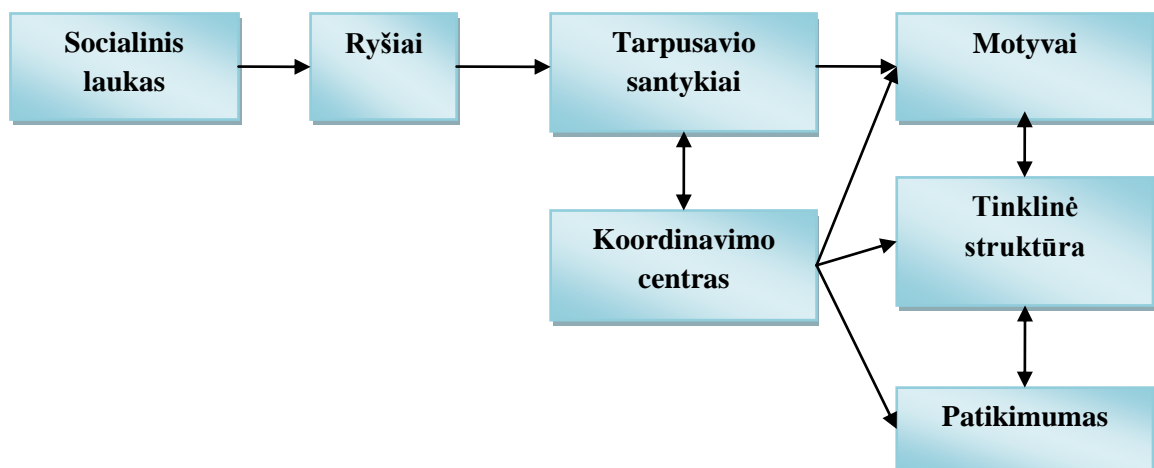 Socialinis
laukas
Ryšiai
Tarpusavio
santykiai
Motyvai
Koordinavimo
centras
Tinklinė
struktūra
Patikimumas